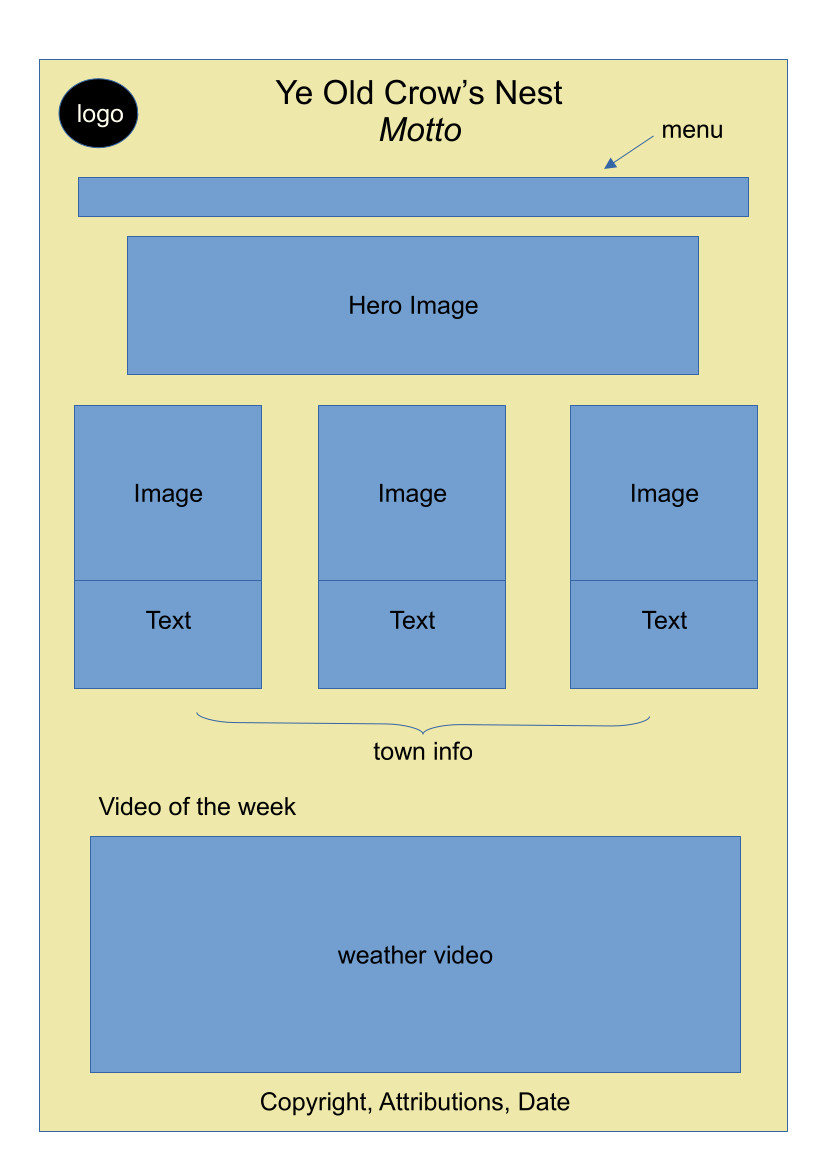 logo
Ye Old Crow’s Nest
Motto
menu
Hero Image
Image
Image
Image
Text
Text
Text
town info
Video of the week
weather video
Copyright, Attributions, Date